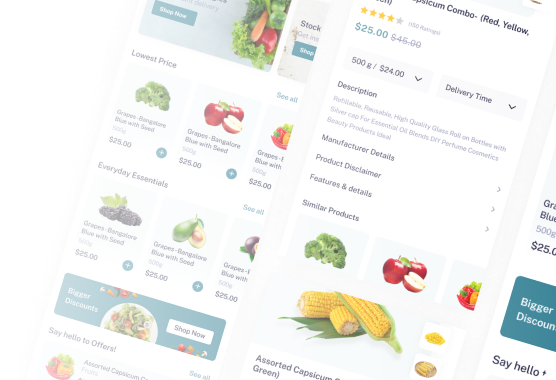 Shop Now
Stock
Get me
Shop
Lowest Price
See all
Grapes - Bangalore
Blue with Seed
500g
$25.00
Grapes - Bangalore
Blue with Seed
500g
$25.00
Grapes - B
Blue with
500g
$25.00
Everyday Essentials
See all
Grapes - Bangalore
Blue with Seed
500g
$25.00
Grapes - Bangalore
Blue with Seed
500g
$25.00
Grapes
Blue wit
500g
$25.00
Bigger
Discounts
Shop Now
Say hello to Offers!
See all
Assorted Capsicum
Combo- (Red, Yellow,
Green)
(150 Ratings)
$25.00 $45.00
500 g / $24.00
Delivery Time
Description
Refillable, Reusable, High Quality Glass Roll on Bottles with
Silver cap For Essential Oil Blends DIY Perfume Cosmetics
Beauty Products Ideal
Manufacturer Details
Product Disclaimer
Features & details
Similar Products
Assorted Capsicum
Green)
Gra
Blue
500g
$25.0
Bigger
Discoun
Say hello t